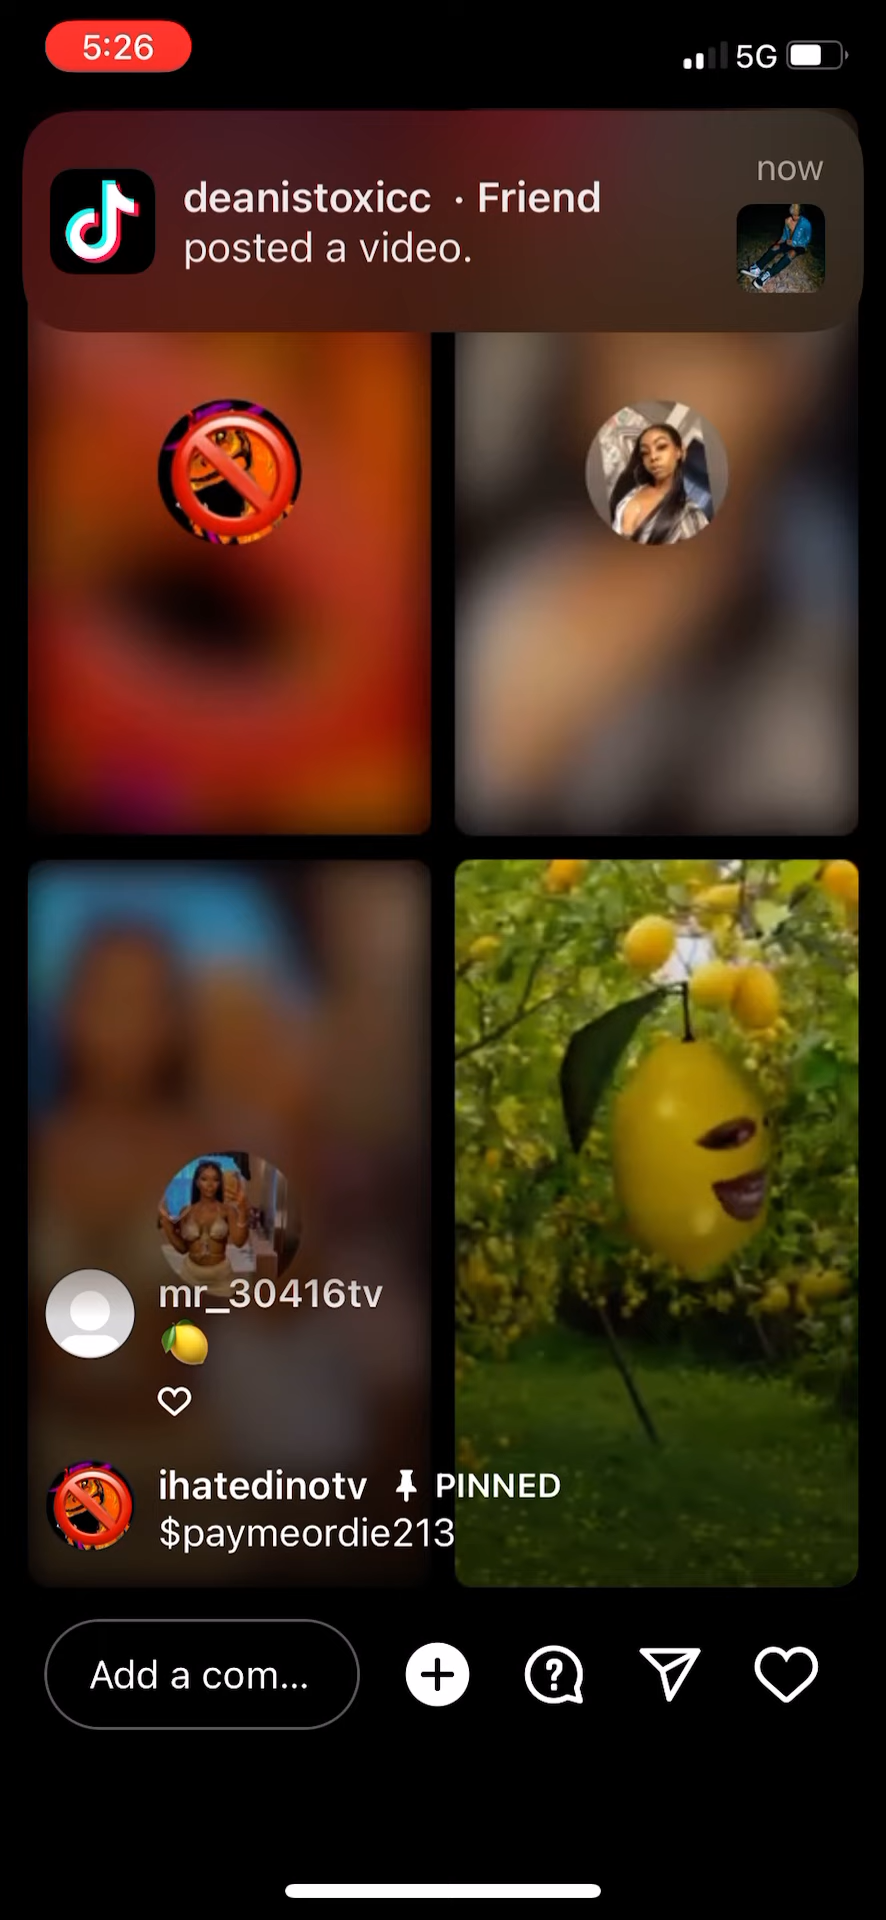 5:26
5G
now
deanistoxicc · Friend
posted a video.
mr_30416tv
🍋
ihatedinotv PINNED
$paymeordie213
Add a com...